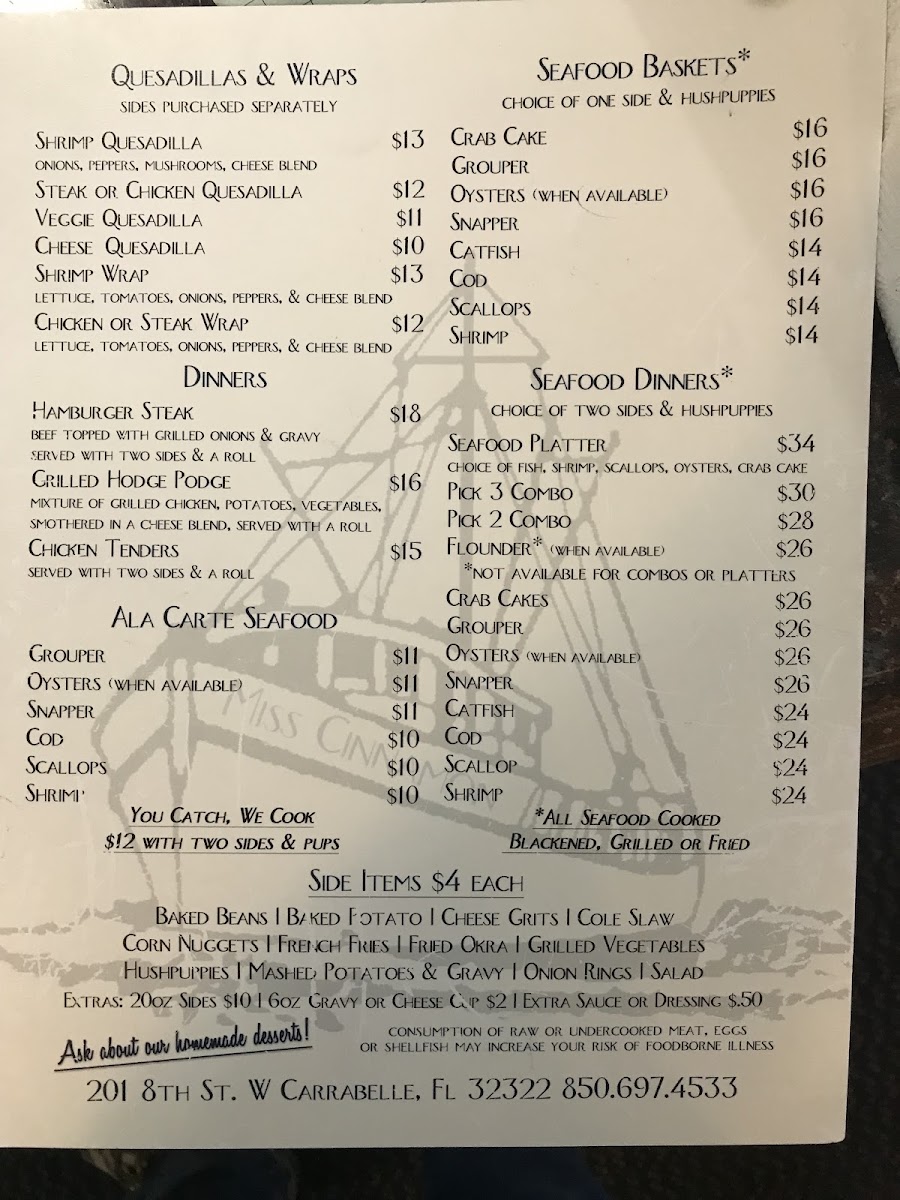 Quesadillas & Wraps
sides purchased separately
Shrimp Quesadilla $13
onions, peppers, mushrooms, cheese blend
Steak or Chicken Quesadilla $12
Veggie Quesadilla $11
Cheese Quesadilla $10
Shrimp Wrap $13
lettuce, tomatoes, onions, peppers, & cheese blend
Chicken or Steak Wrap $12
lettuce, tomatoes, onions, peppers, & cheese blend
Dinners
Hamburger Steak $18
beef topped with grilled onions & gravy
served with two sides & a roll
Grilled Hodge Podge $16
mixture of grilled chicken, potatoes, vegetables,
smothered in a cheese blend, served with a roll
Chicken Tenders $15
served with two sides & a roll
Ala Carte Seafood
Grouper $11
Oysters (when available) $11
Snapper $11
Cod $10
Scallops $10
Shrimp $10
You Catch, We Cook
$12 with two sides & pups
Seafood Baskets*
choice of one side & hushpuppies
Crab Cake $16
Grouper $16
Oysters (when available) $16
Snapper $16
Catfish $14
Cod $14
Scallops $14
Shrimp $14
Seafood Dinners*
choice of two sides & hushpuppies
Seafood Platter $34
choice of fish, shrimp, scallops, oysters, crab cake
Pick 3 Combo $30
Pick 2 Combo $28
Flounder* (when available) $26
*not available for combos or platters
Crab Cakes $26
Grouper $26
Oysters (when available) $26
Snapper $26
Catfish $24
Cod $24
Scallop $24
Shrimp $24
*All Seafood Cooked
Blackened, Grilled or Fried
Miss Cinnamon
Side Items $4 each
Baked Beans | Baked Potato | Cheese Grits | Cole Slaw
Corn Nuggets | French Fries | Fried Okra | Grilled Vegetables
Hushpuppies | Mashed Potatoes & Gravy | Onion Rings | Salad
Extras: 20oz Sides $10 | 6oz Gravy or Cheese Cup $2 | Extra Sauce or Dressing $.50
Ask about our homemade desserts!
consumption of raw or undercooked meat, eggs
or shellfish may increase your risk of foodborne illness
201 8th St. W Carrabelle, Fl 32322 850.697.4533